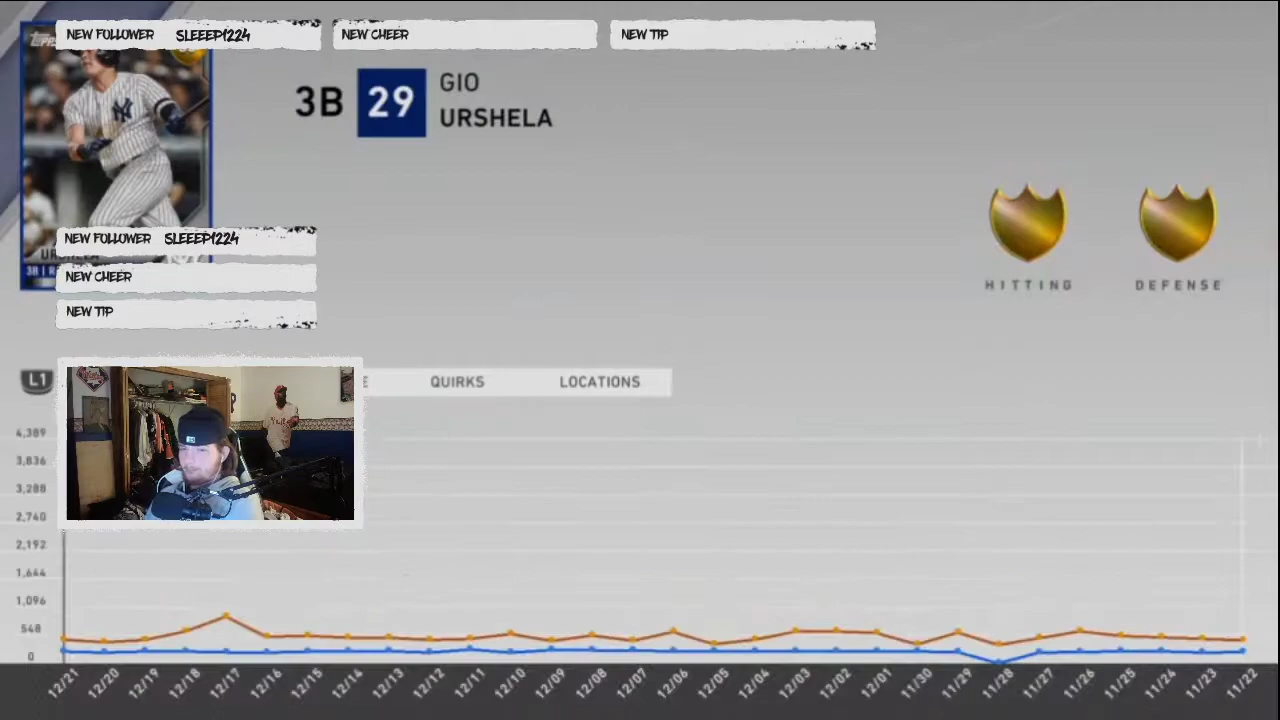 NEW FOLLOWER SLEEEP1224
NEW CHEER
NEW TIP
3B 29 GIO
URSHELA
NEW FOLLOWER SLEEEP1224
NEW CHEER
NEW TIP
3B
HITTING
DEFENSE
L1
QUIRKS
LOCATIONS
4,389
3,836
3,288
2,740
2,192
1,644
1,096
548
0
12/21 12/20 12/19 12/18 12/17 12/16 12/15 12/14 12/13 12/12 12/11 12/10 12/09 12/08 12/07 12/06 12/05 12/04 12/03 12/02 12/01 11/30 11/29 11/28 11/27 11/26 11/25 11/24 11/23 11/22